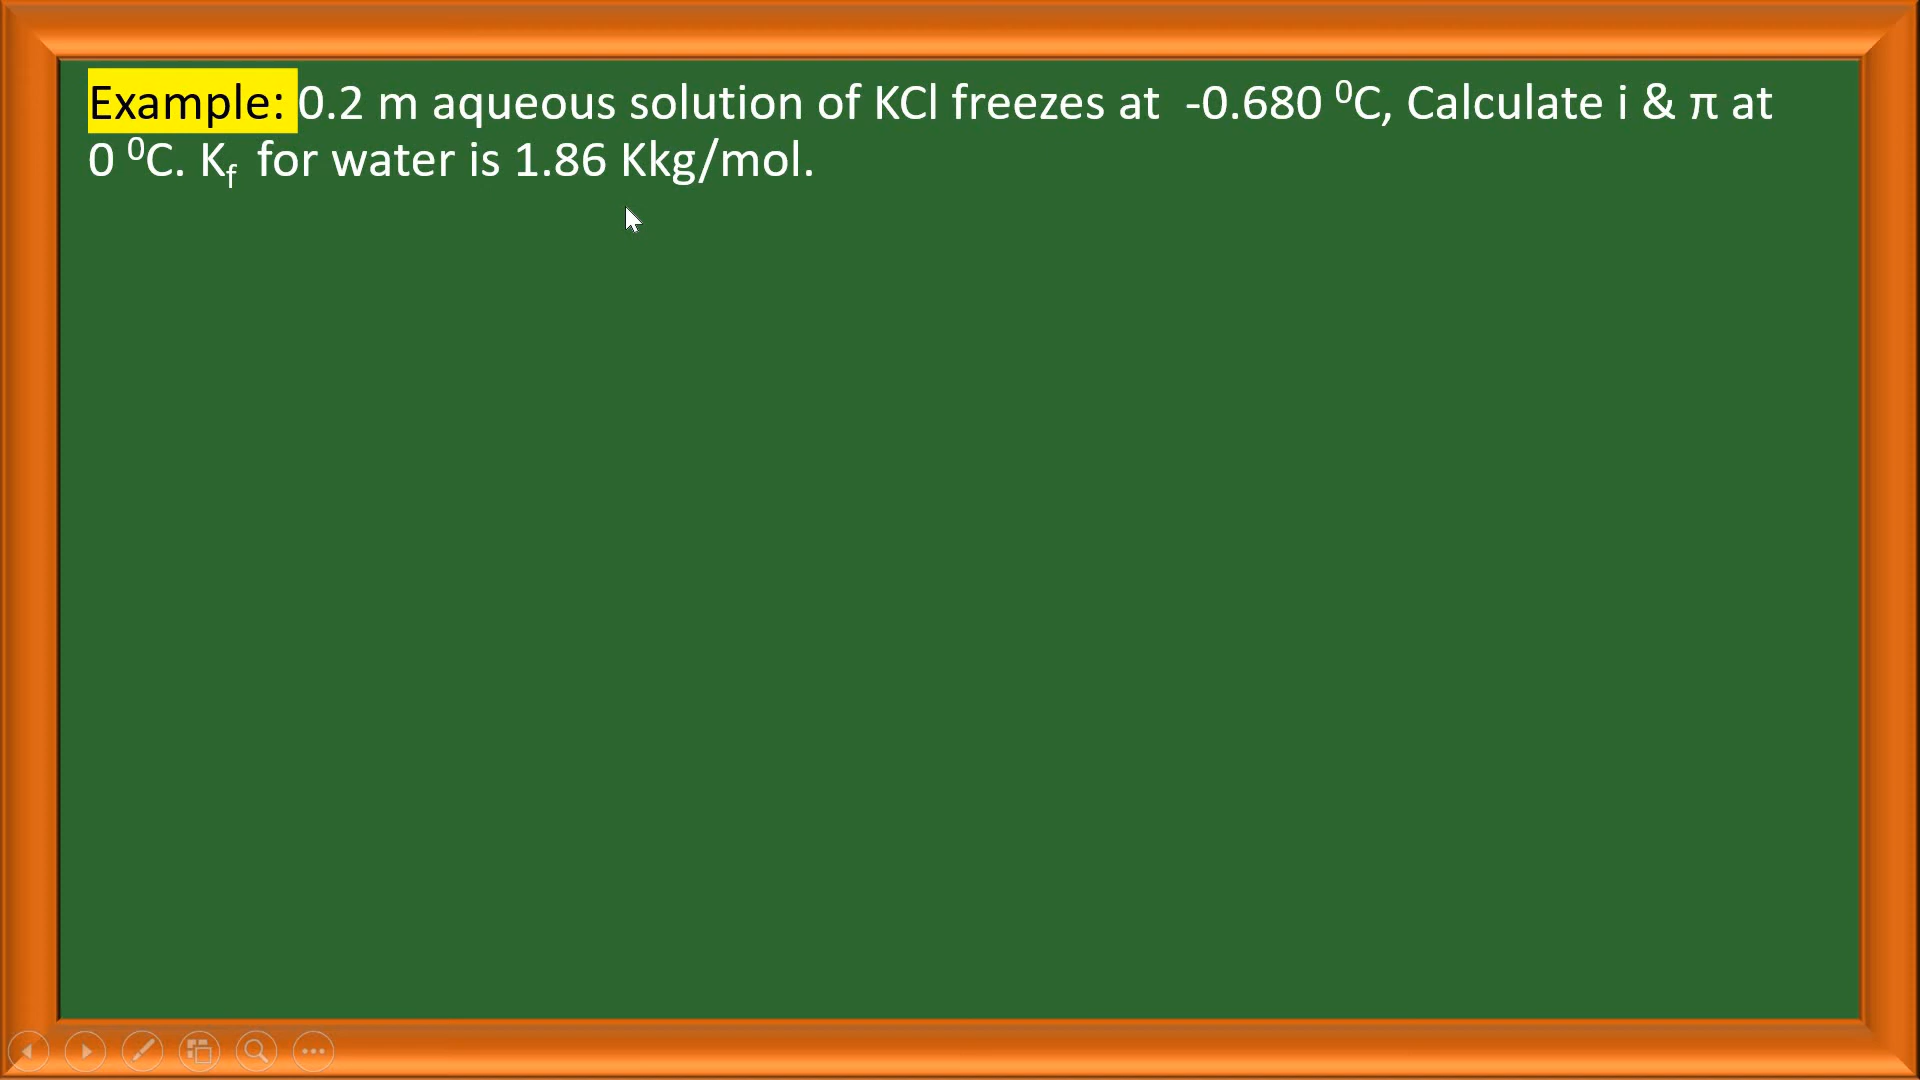 Example: 0.2 m aqueous solution of KCl freezes at -0.680 ⁰C, Calculate i & π at
0 ⁰C. Kf for water is 1.86 Kkg/mol.